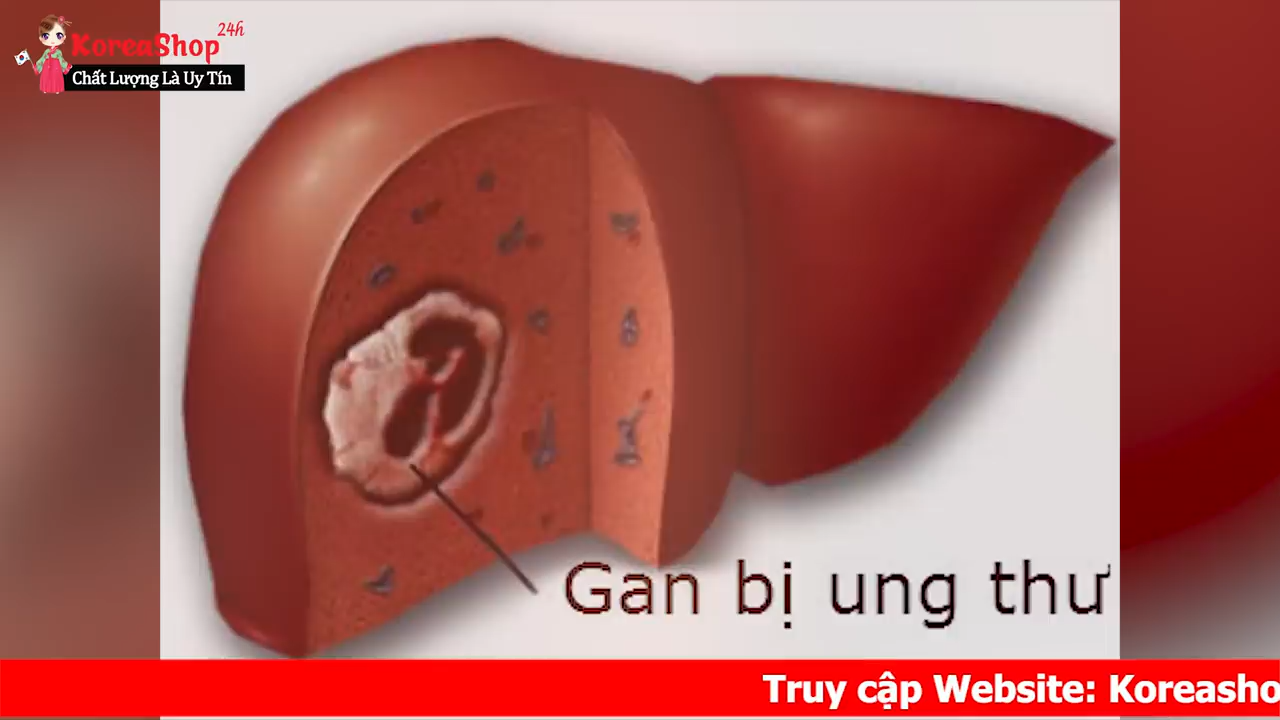 24h
KoreaShop
Chất Lượng Là Uy Tín
Gan bị ung thư
Truy cập Website: Koreasho